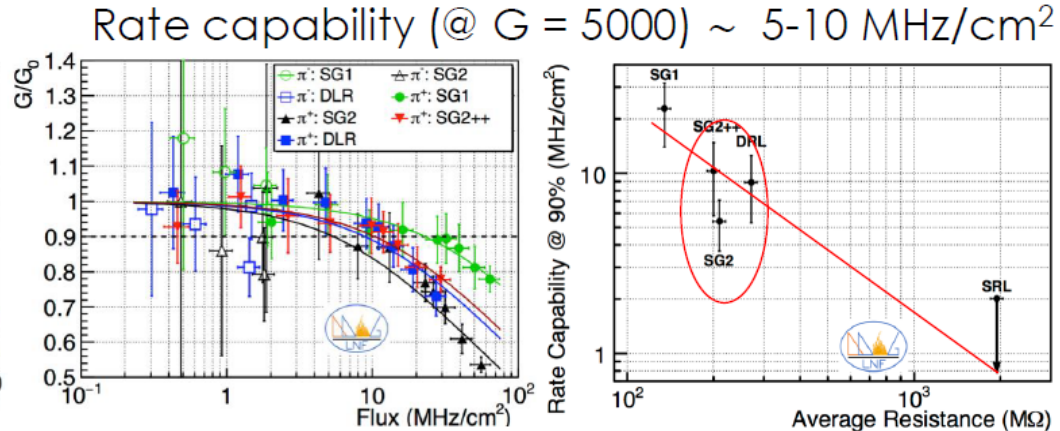 Rate capability (@ G = 5000) ~ 5-10 MHz/cm²
G/G₀
1.4
1.3
1.2
1.1
1
0.9
0.8
0.7
0.6
0.5
π⁻: SG1
π⁻: SG2
π⁻: DLR
π⁺: SG1
π⁺: SG2
π⁺: SG2++
π⁺: DLR
LNF
10⁻¹
1
10
10²
Flux (MHz/cm²)
Rate Capability @ 90% (MHz/cm²)
10
1
SG1
SG2++
DRL
SG2
SRL
LNF
10²
10³
Average Resistance (MΩ)